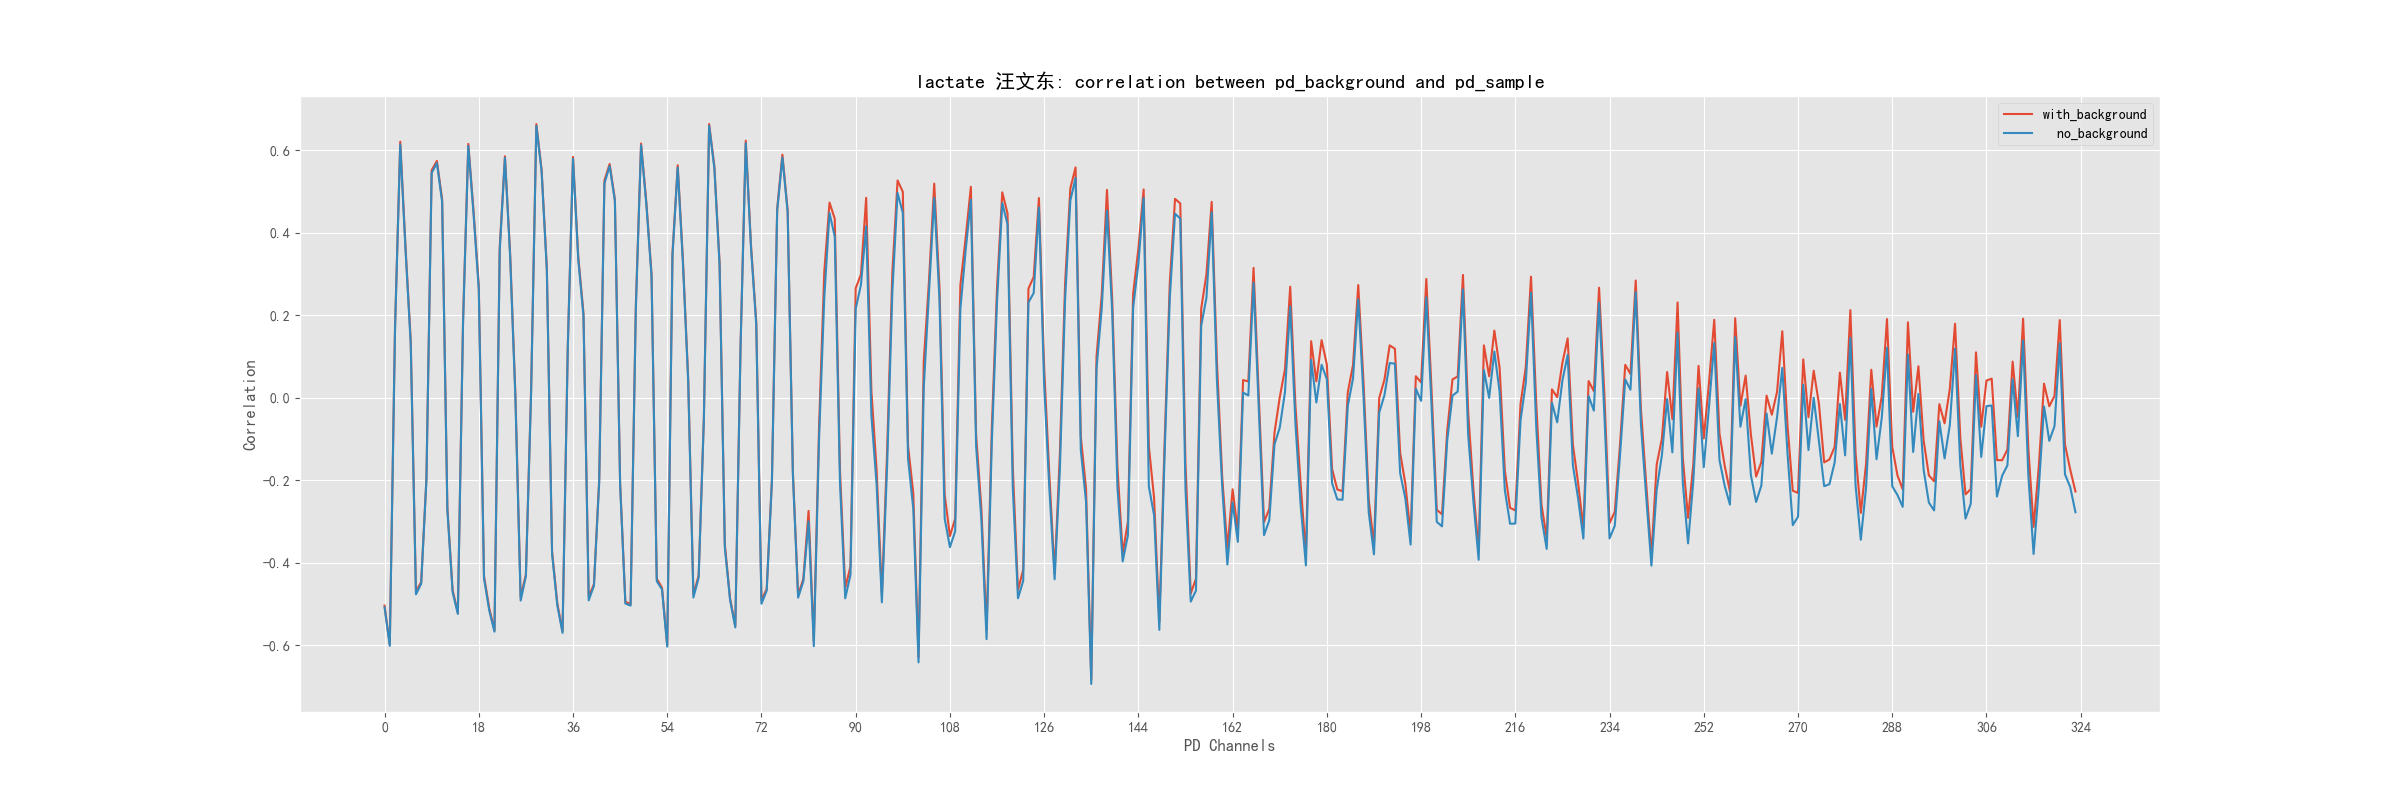 lactate 汪文东: correlation between pd_background and pd_sample
with_background
no_background
0.6
0.4
0.2
0.0
−0.2
−0.4
−0.6
Correlation
0 18 36 54 72 90 108 126 144 162 180 198 216 234 252 270 288 306 324
PD Channels